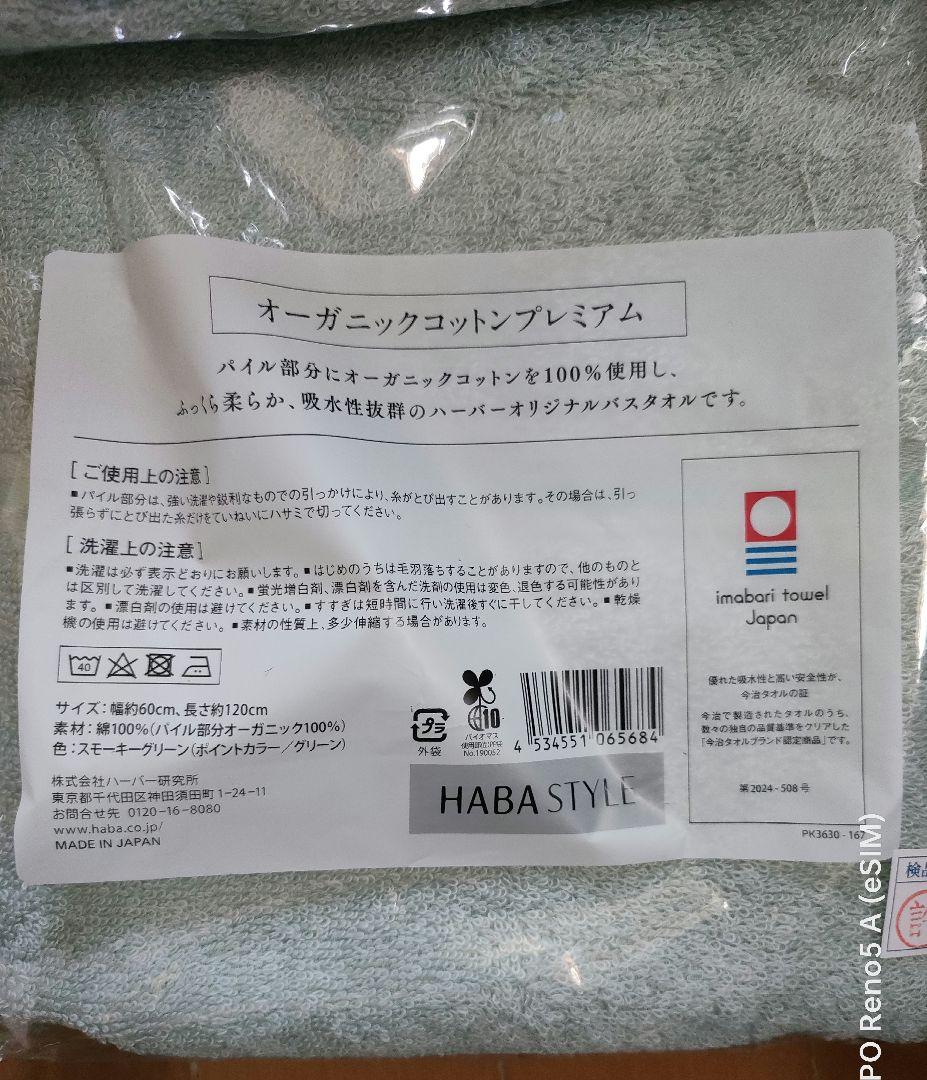 オーガニックコットンプレミアム
パイル部分にオーガニックコットンを100%使用し、
ふっくら柔らか、吸水性抜群のハーバーオリジナルバスタオルです。
[ご使用上の注意]
■パイル部分は、強い洗濯や鋭利なものでの引っかけにより、糸がとび出すことがあります。その場合は、引っ
張らずにとび出た糸だけをていねいにハサミで切ってください。
[洗濯上の注意]
■洗濯は必ず表示どおりにお願いします。■はじめのうちは毛羽落ちすることがありますので、他のものと
は区別して洗濯してください。■蛍光増白剤、漂白剤を含んだ洗剤の使用は変色、退色する可能性があり
ます。■漂白剤の使用は避けてください。■すすぎは短時間に行い洗濯後すぐに干してください。■乾燥
機の使用は避けてください。■素材の性質上、多少伸縮する場合があります。
40
サイズ：幅約60cm、長さ約120cm
素材：綿100%(パイル部分オーガニック100%)
色：スモーキーグリーン(ポイントカラー／グリーン)
株式会社ハーバー研究所
東京都千代田区神田須田町1-24-11
お問合せ先 0120-16-8080
www.haba.co.jp/
MADE IN JAPAN
プラ
外袋
10
バイオマス
No.190052
4 534551 065684
HABA STYLE
imabari towel
Japan
優れた吸水性と高い安全性が、
今治タオルの証
今治で製造されたタオルのうち、
数々の独自の品質基準をクリアした
「今治タオルブランド認定商品」です。
第2024-508号
PK3630-167
検品
PO Reno5 A (eSIM)